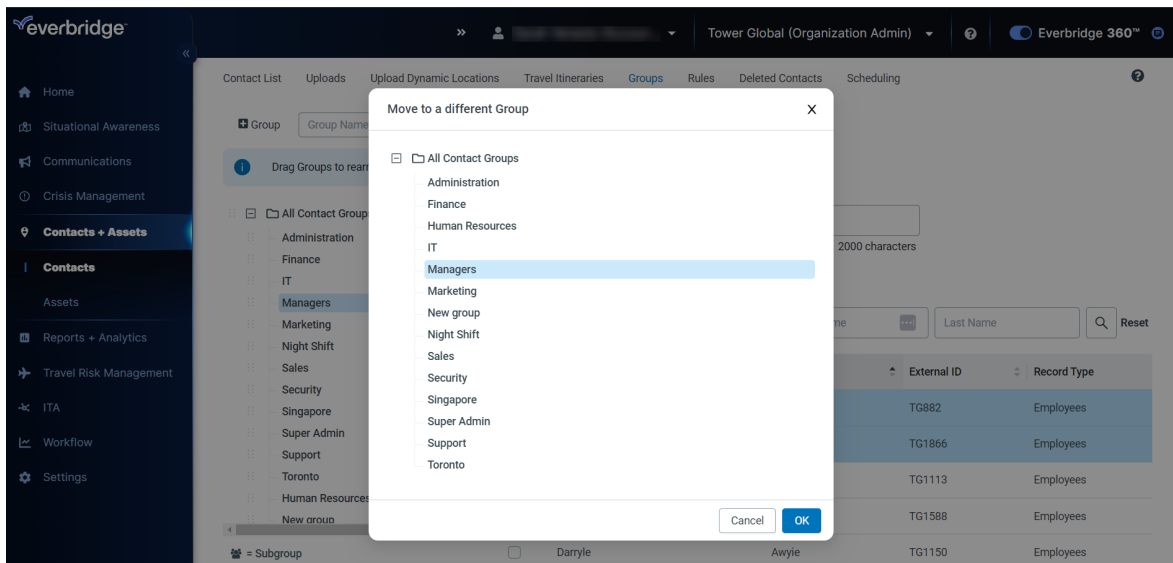 everbridge
Tower Global (Organization Admin)
Everbridge 360™
Contact List Uploads Upload Dynamic Locations Travel Itineraries Groups Rules Deleted Contacts Scheduling
Home
Situational Awareness
Communications
Crisis Management
Contacts + Assets
Contacts
Assets
Reports + Analytics
Travel Risk Management
ITA
Workflow
Settings
Group Group Name
Drag Groups to rearr
All Contact Groups
Administration
Finance
IT
Managers
Marketing
Night Shift
Sales
Security
Singapore
Super Admin
Support
Toronto
Human Resources
New group
= Subgroup
Move to a different Group X
All Contact Groups
Administration
Finance
Human Resources
IT
Managers
Marketing
New group
Night Shift
Sales
Security
Singapore
Super Admin
Support
Toronto
Cancel OK
2000 characters
me Last Name Reset
External ID Record Type
TG882 Employees
TG1866 Employees
TG1113 Employees
TG1588 Employees
Darryle Awyie TG1150 Employees